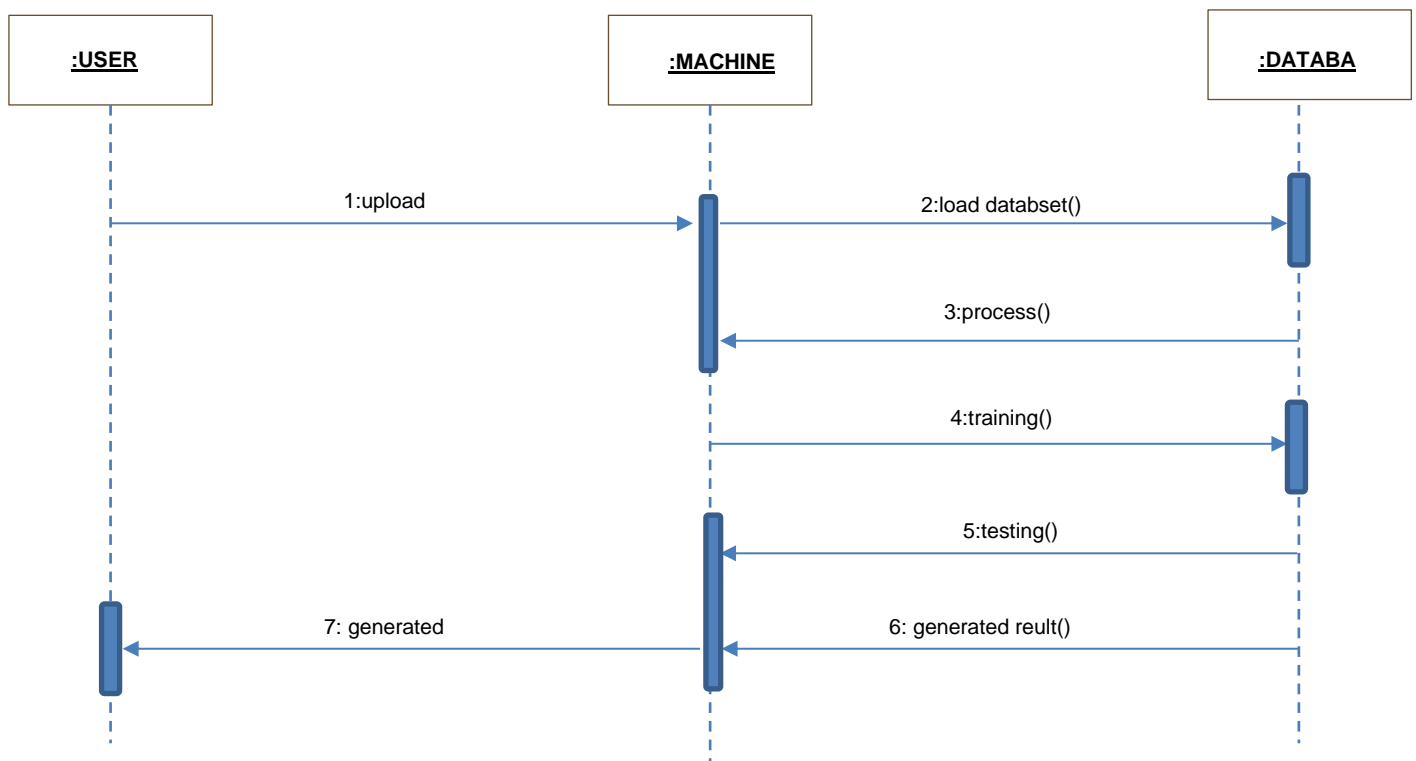 :USER
:MACHINE
:DATABA
1:upload
2:load databset()
3:process()
4:training()
5:testing()
7: generated
6: generated reult()